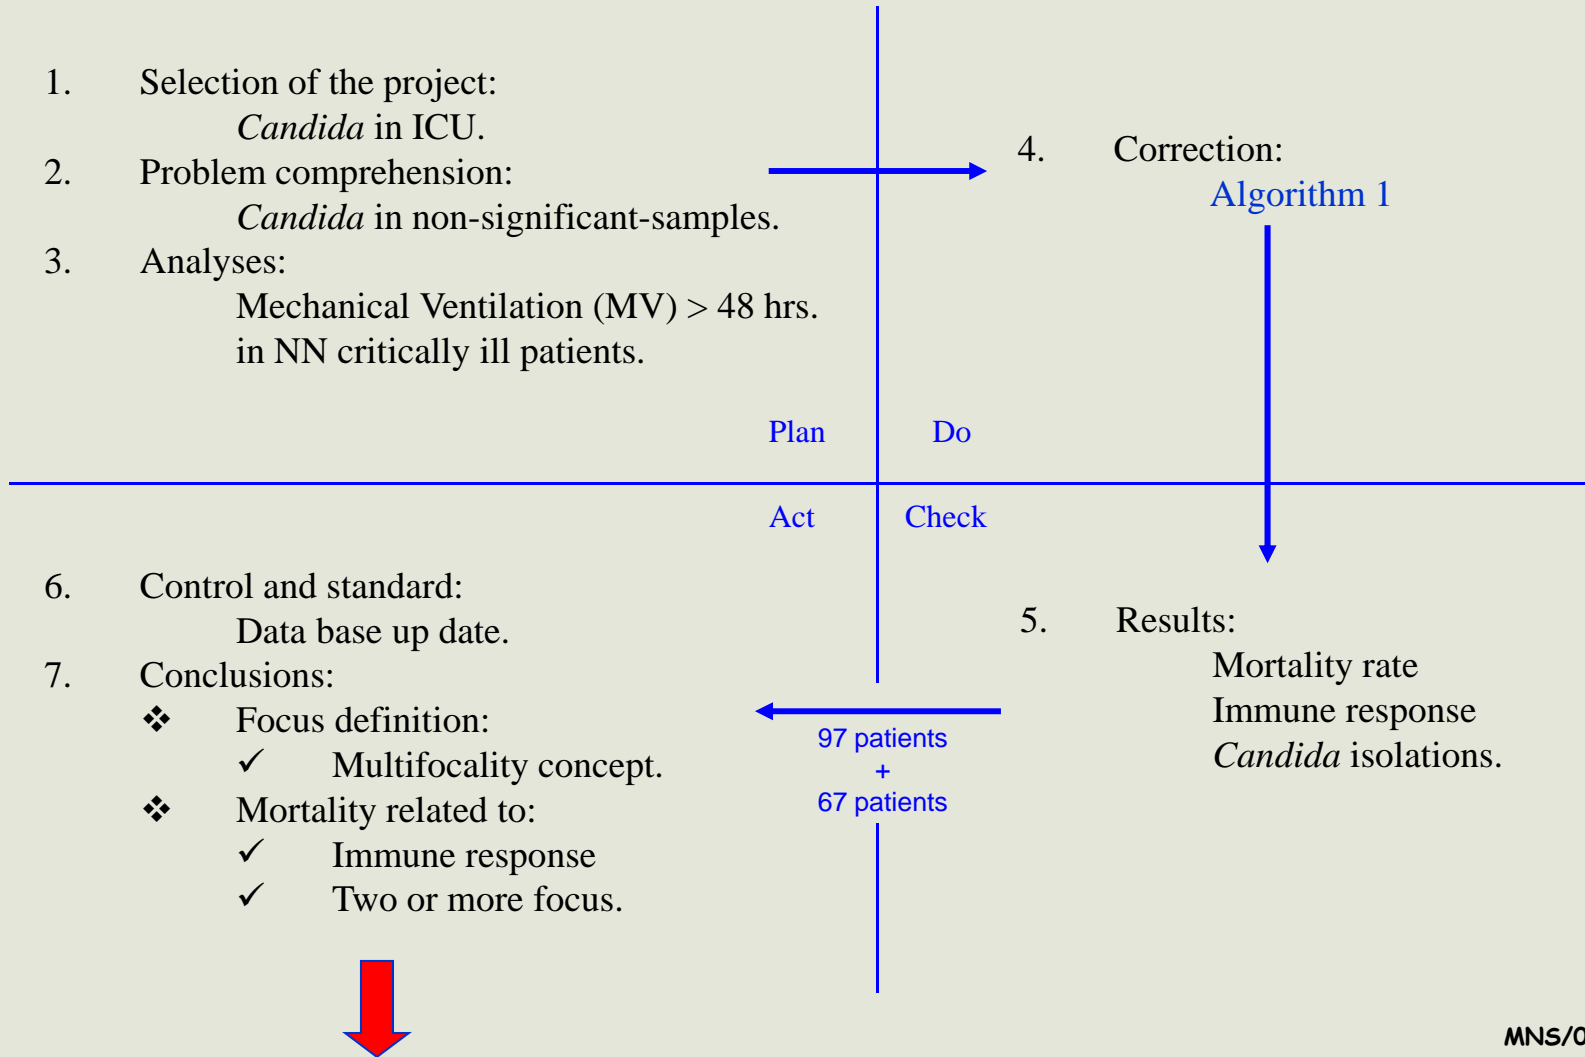 1. Selection of the project:
Candida in ICU.
2. Problem comprehension:
Candida in non-significant-samples.
3. Analyses:
Mechanical Ventilation (MV) > 48 hrs.
in NN critically ill patients.
Plan
Do
4. Correction:
Algorithm 1
Act
Check
5. Results:
Mortality rate
Immune response
Candida isolations.
97 patients
+
67 patients
6. Control and standard:
Data base up date.
7. Conclusions:
❖ Focus definition:
✓ Multifocality concept.
❖ Mortality related to:
✓ Immune response
✓ Two or more focus.
MNS/0